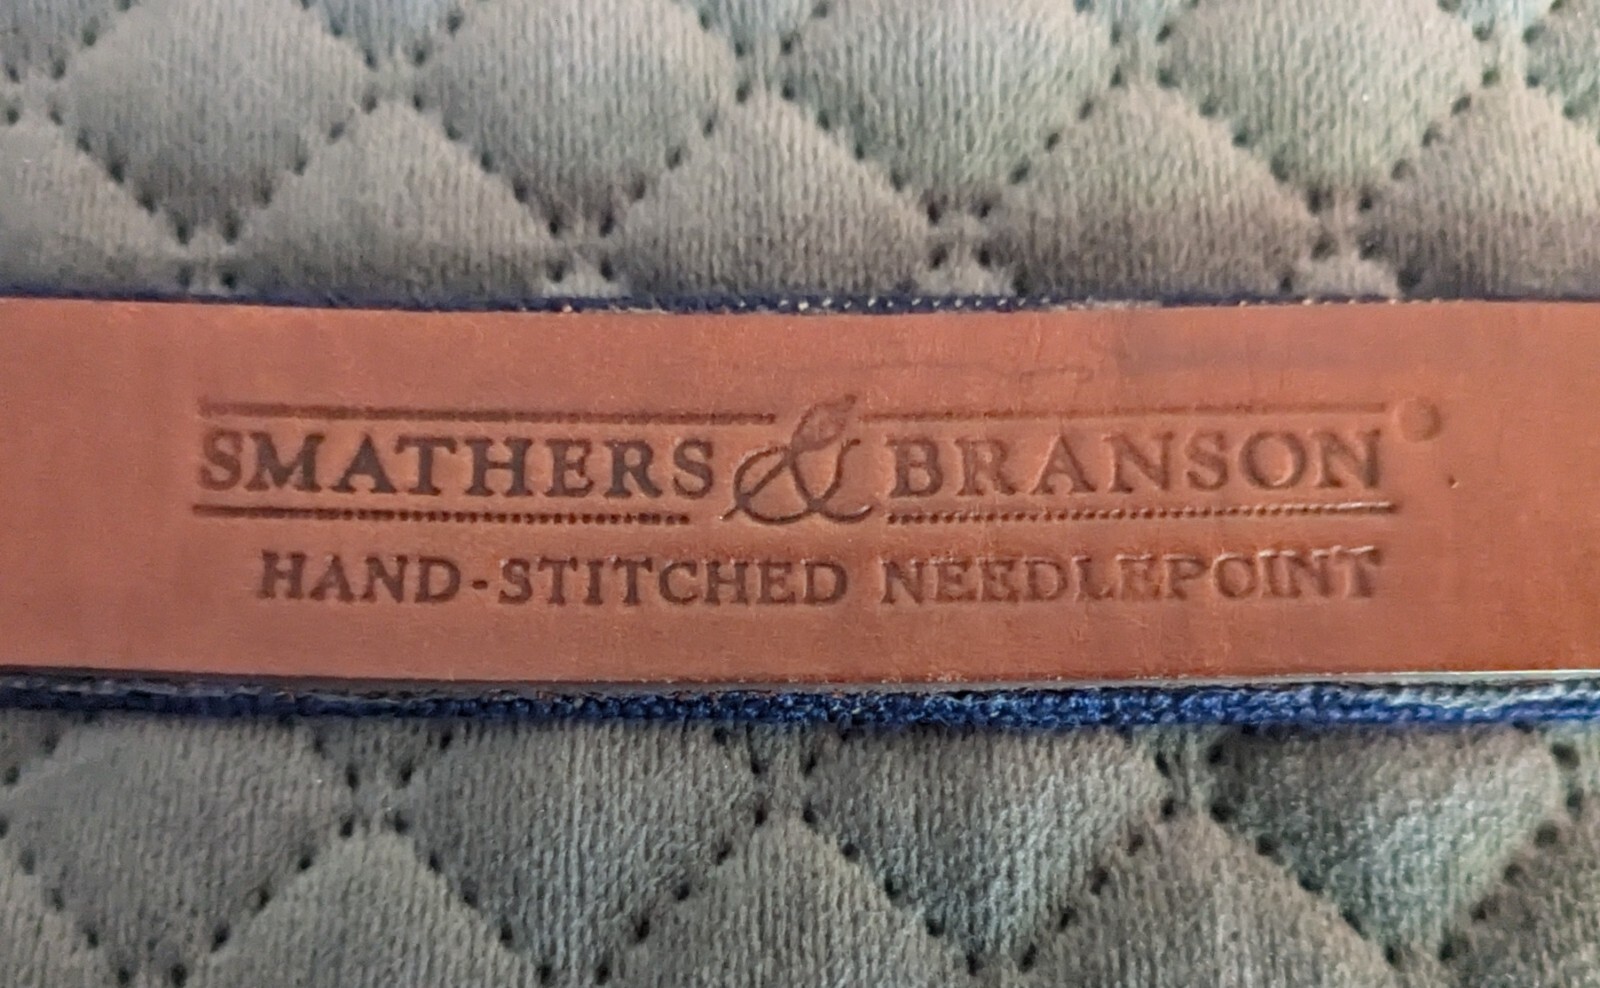 SMATHERS & BRANSON
HAND-STITCHED NEEDLEPOINT